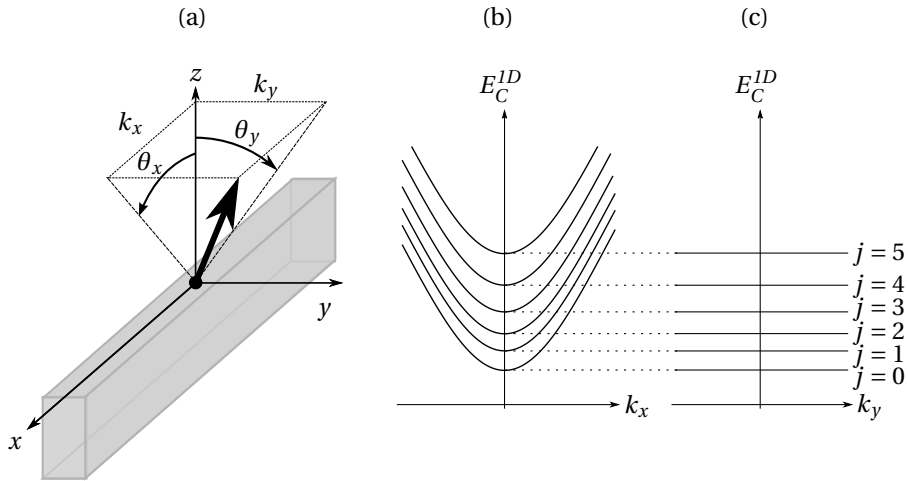 (a)
z
k_y
k_x
θ_y
θ_x
y
x
(b)
E_C^{1D}
k_x
(c)
E_C^{1D}
j = 5
j = 4
j = 3
j = 2
j = 1
j = 0
k_y